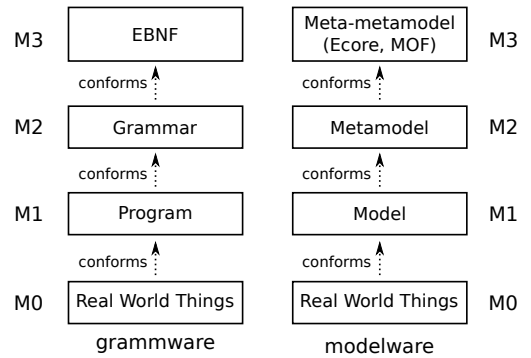 M3
EBNF
Meta-metamodel
(Ecore, MOF)
M3
conforms
conforms
M2
Grammar
Metamodel
M2
conforms
conforms
M1
Program
Model
M1
conforms
conforms
M0
Real World Things
Real World Things
M0
grammware
modelware